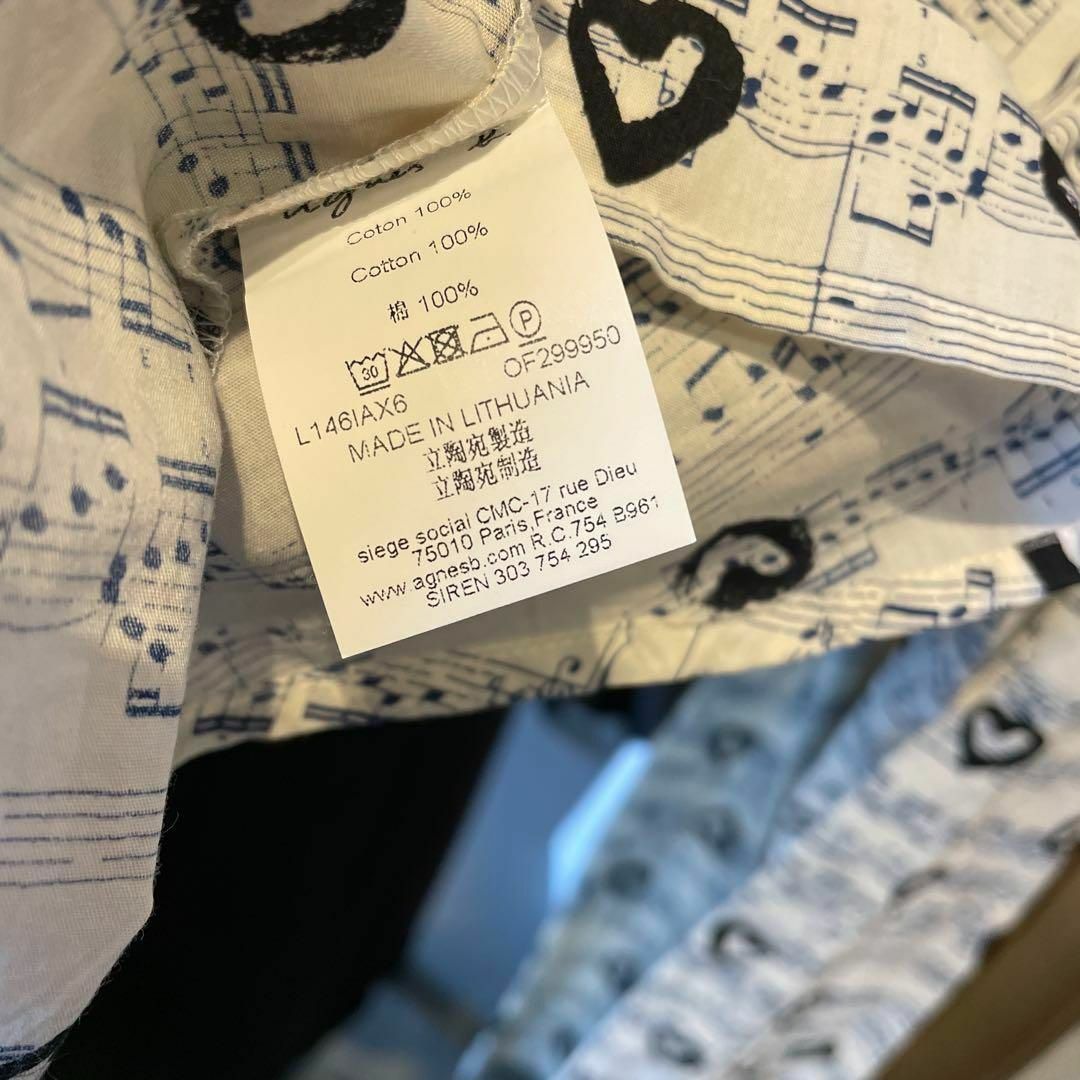 agnès b
Coton 100%
Cotton 100%
棉 100%
30 P
L146IAX6 OF299950
MADE IN LITHUANIA
立陶宛製造
立陶宛制造
siege social CMC-17 rue Dieu
75010 Paris,France
www.agnesb.com R.C.754 B961
SIREN 303 754 295